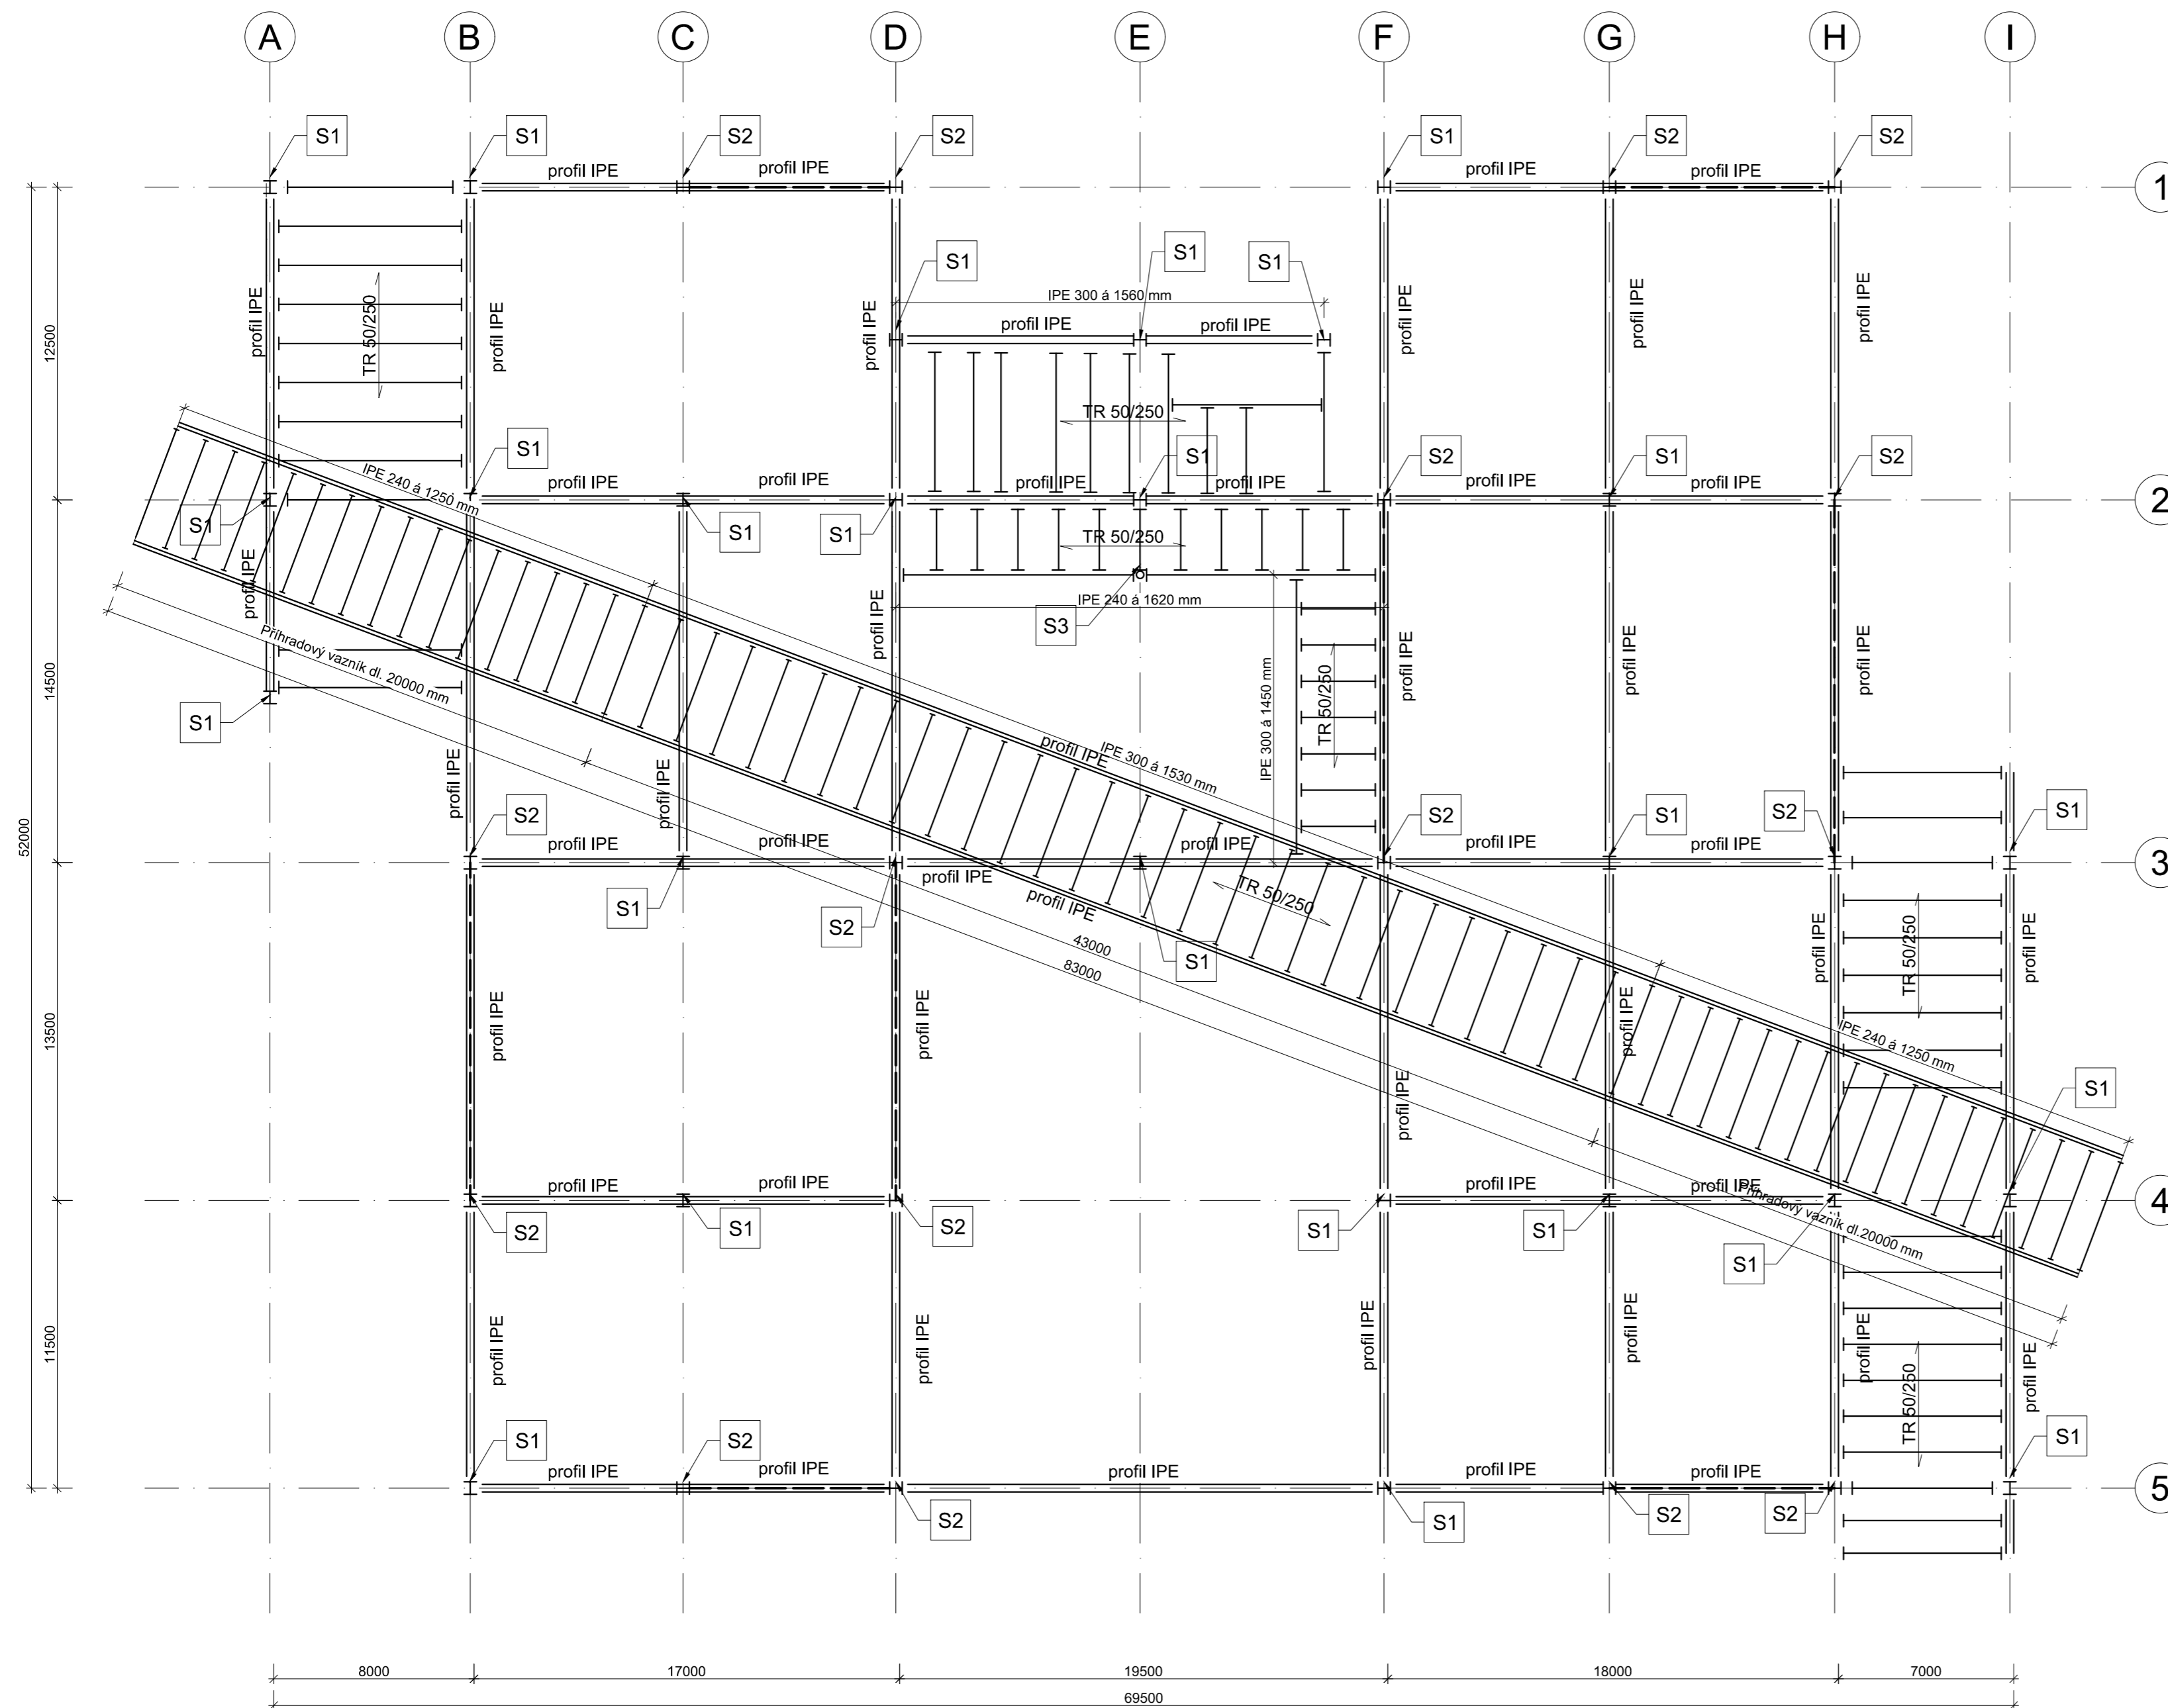 A
B
C
D
E
F
G
H
I
S1
S1
S2
S2
S1
S2
S2
profil IPE
profil IPE
profil IPE
profil IPE
1
S1
S1
S1
IPE 300 á 1560 mm
profil IPE
profil IPE
profil IPE
TR 50/250
profil IPE
profil IPE
profil IPE
profil IPE
profil IPE
12500
TR 50/250
S1
S1
S2
S1
S2
IPE 240 á 1250 mm
profil IPE
profil IPE
profil IPE
profil IPE
profil IPE
profil IPE
2
S1
S1
S1
TR 50/250
profil IPE
IPE 240 á 1620 mm
S3
profil IPE
profil IPE
profil IPE
profil IPE
Příhradový vazník dl. 20000 mm
14500
S1
IPE 300 á 1450 mm
TR 50/250
profil IPE
IPE 300 á 1530 mm
profil IPE
profil IPE
52000
S2
S2
S1
S2
S1
profil IPE
profil IPE
profil IPE
profil IPE
profil IPE
3
profil IPE
TR 50/250
profil IPE
S1
S2
S1
43000
83000
profil IPE
TR 50/250
profil IPE
profil IPE
profil IPE
13500
profil IPE
IPE 240 á 1250 mm
profil IPE
S1
profil IPE
profil IPE
profil IPE
profil IPE
4
Příhradový vazník dl.20000 mm
S2
S1
S2
S1
S1
S1
11500
profil IPE
profil IPE
profil IPE
profil IPE
profil IPE
profil IPE
TR 50/250
S1
S2
S1
profil IPE
profil IPE
profil IPE
profil IPE
profil IPE
5
S2
S1
S2
S2
8000
17000
19500
18000
7000
69500